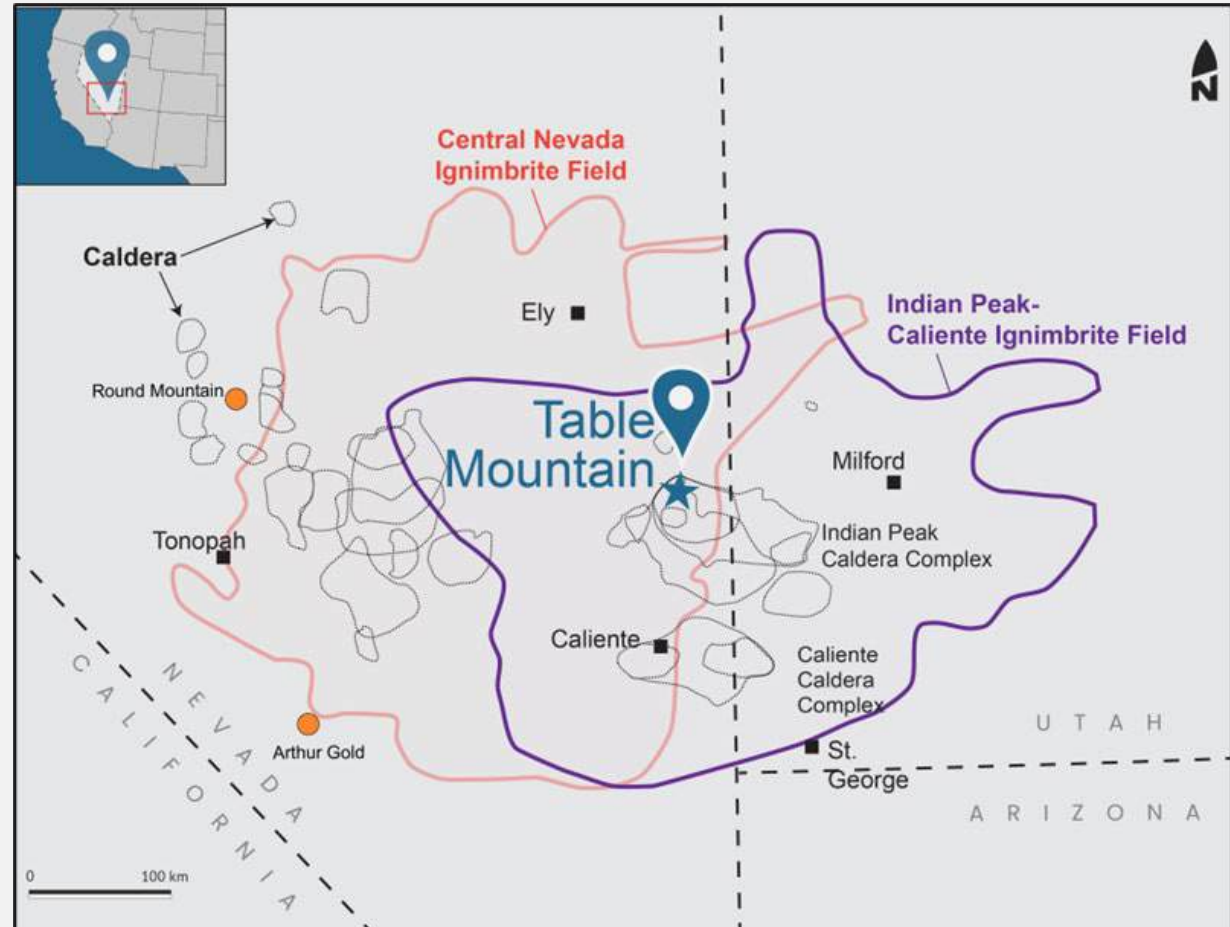 N
Central Nevada
Ignimbrite Field
Caldera
Ely
Indian Peak-
Caliente Ignimbrite Field
Round Mountain
Table
Mountain
Milford
Tonopah
Indian Peak
Caldera Complex
Caliente
Caliente
Caldera
Complex
NEVADA
CALIFORNIA
Arthur Gold
UTAH
St.
George
ARIZONA
0 100 km